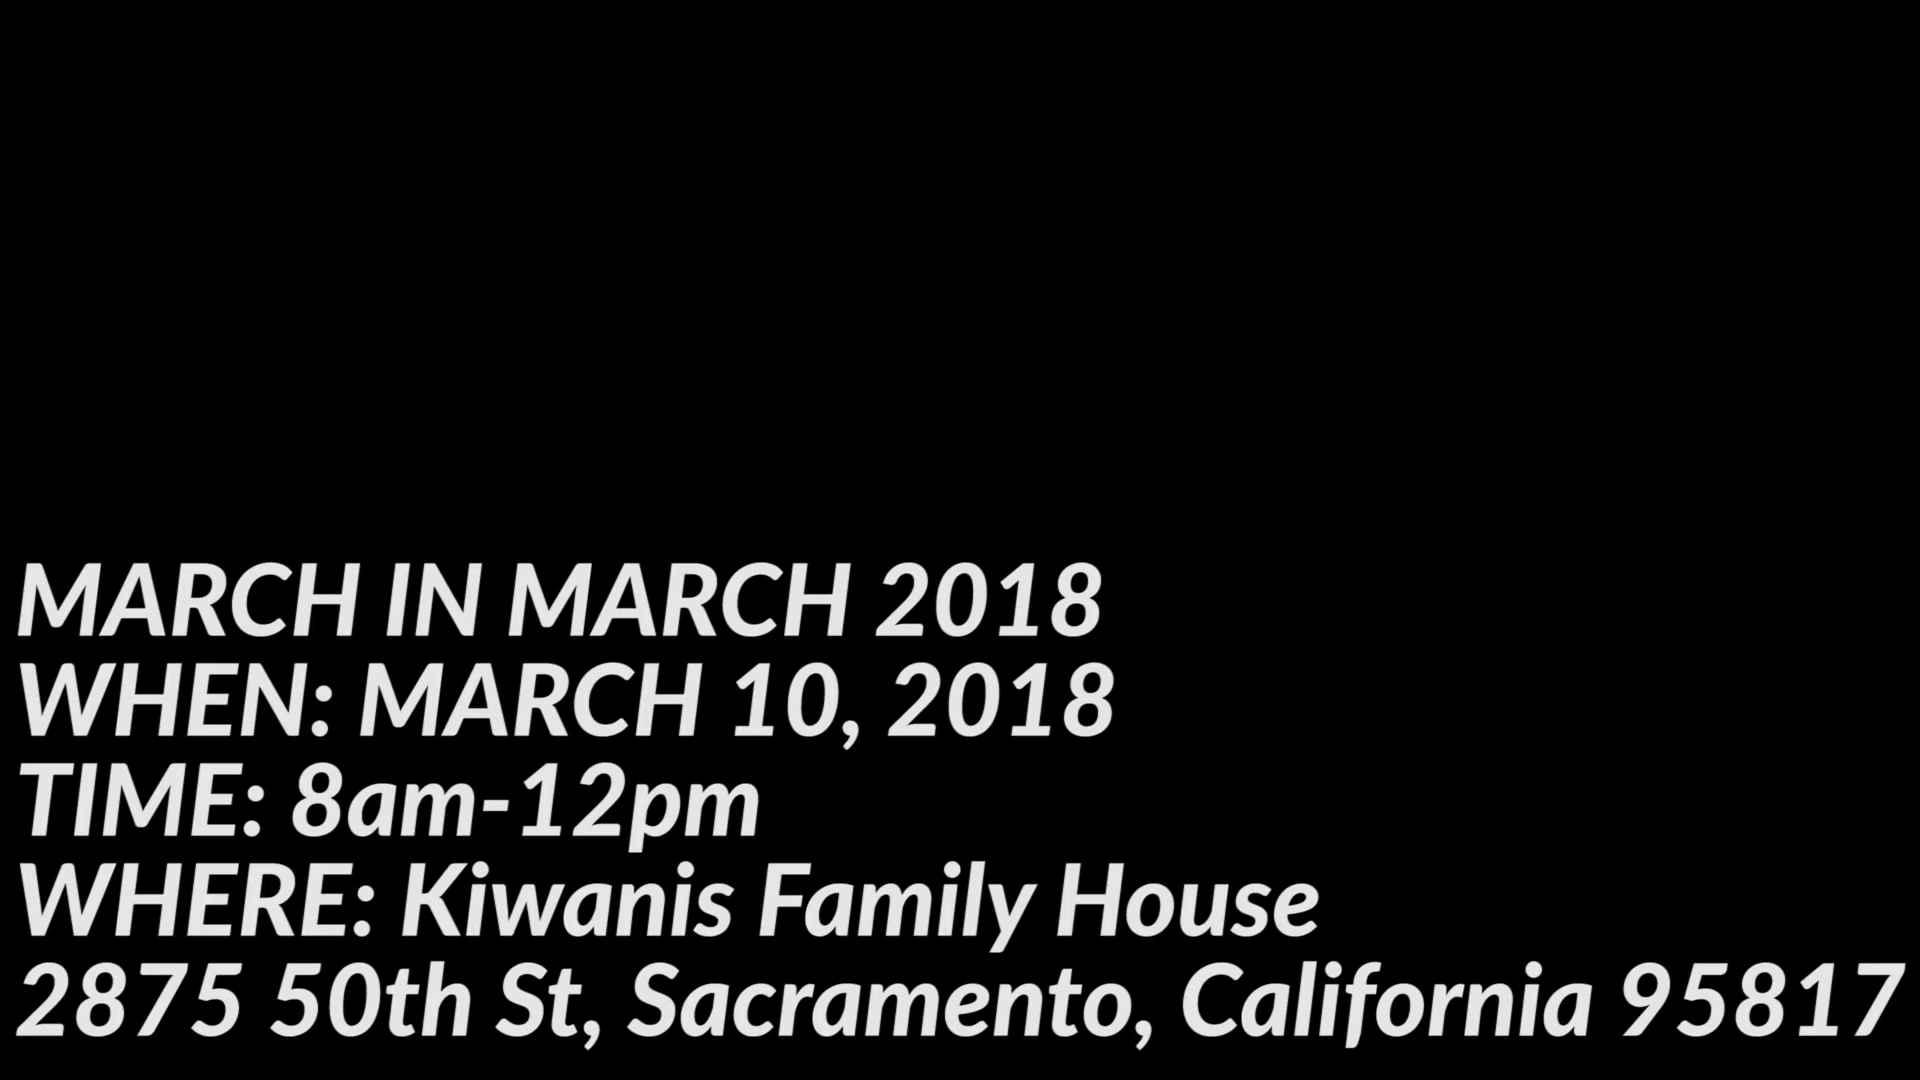 MARCH IN MARCH 2018
WHEN: MARCH 10, 2018
TIME: 8am-12pm
WHERE: Kiwanis Family House
2875 50th St, Sacramento, California 95817